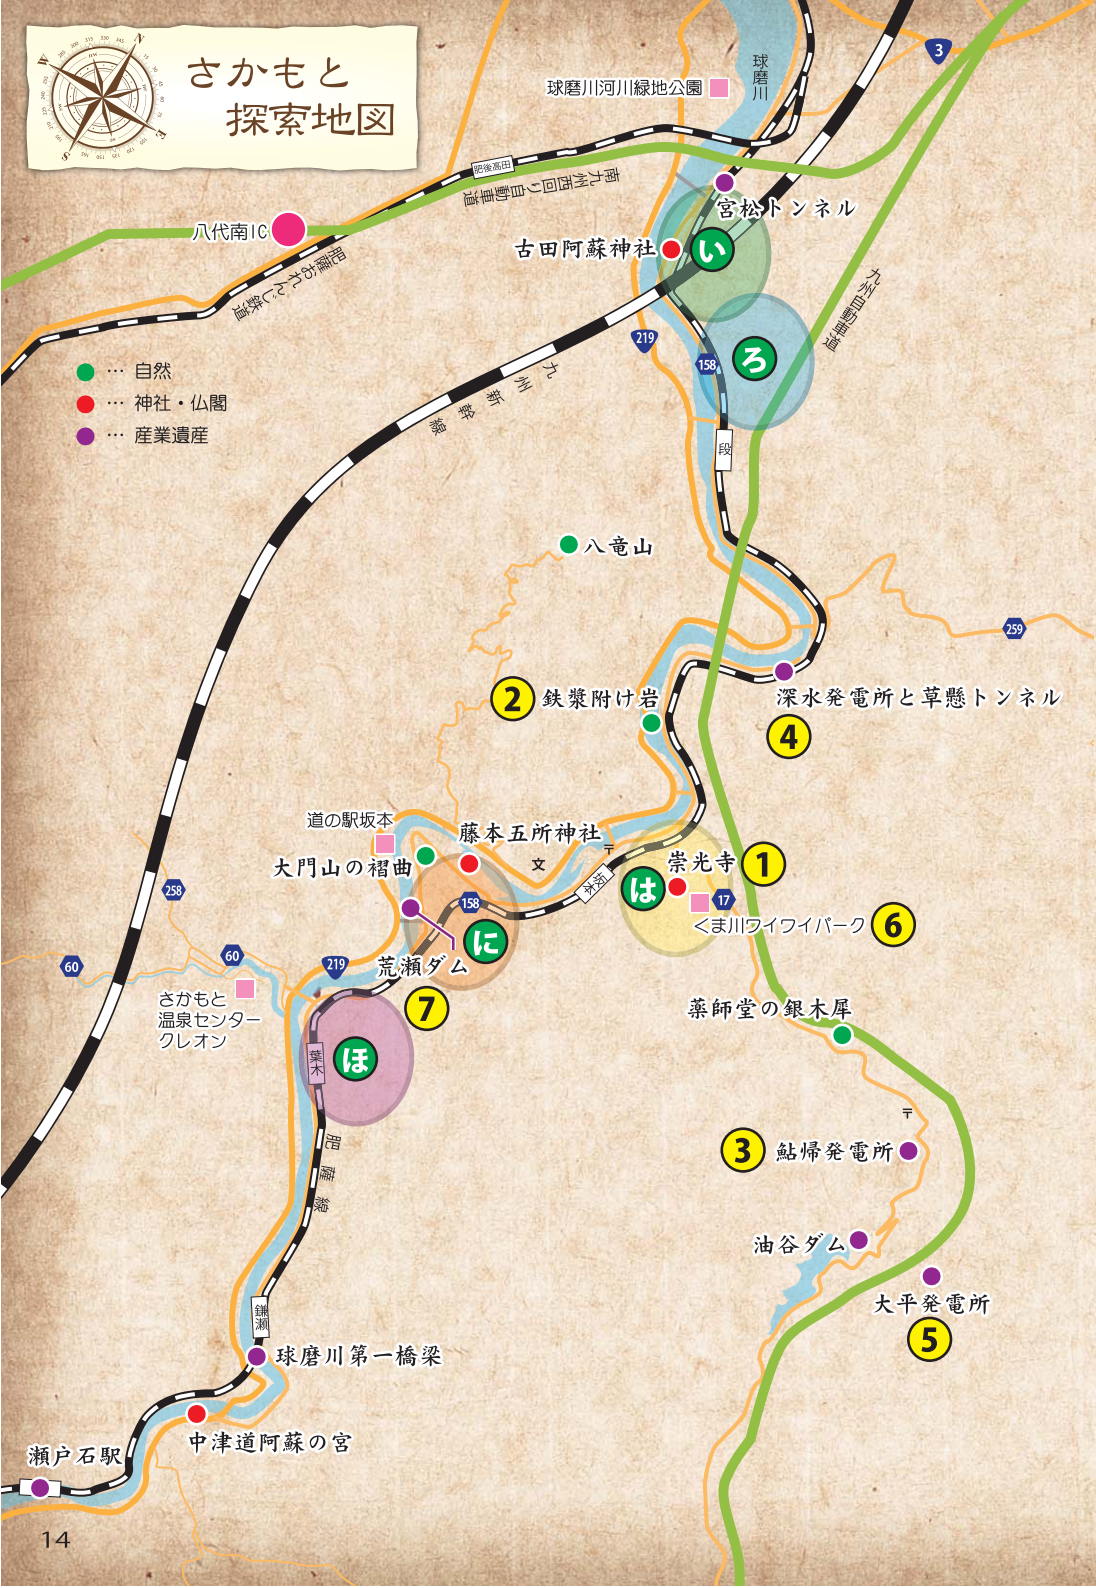 さかもと
探索地図
N
W
E
S
3
球磨川
球磨川河川緑地公園
肥後高田
南九州西回り自動車道
八代南IC
肥薩おれんじ鉄道
宮松トンネル
古田阿蘇神社
い
九州自動車道
219
158
ろ
九州新幹線
… 自然
… 神社・仏閣
… 産業遺産
段
八竜山
259
2
鉄漿附け岩
深水発電所と草懸トンネル
4
道の駅坂本
藤本五所神社
大門山の褶曲
文
〒
坂本
崇光寺
1
は
17
くま川ワイワイパーク
6
258
158
に
荒瀬ダム
7
60
60
219
さかもと
温泉センター
クレオン
薬師堂の銀木犀
葉木
ほ
〒
肥薩線
3
鮎帰発電所
油谷ダム
大平発電所
5
鎌瀬
球磨川第一橋梁
中津道阿蘇の宮
瀬戸石駅
14